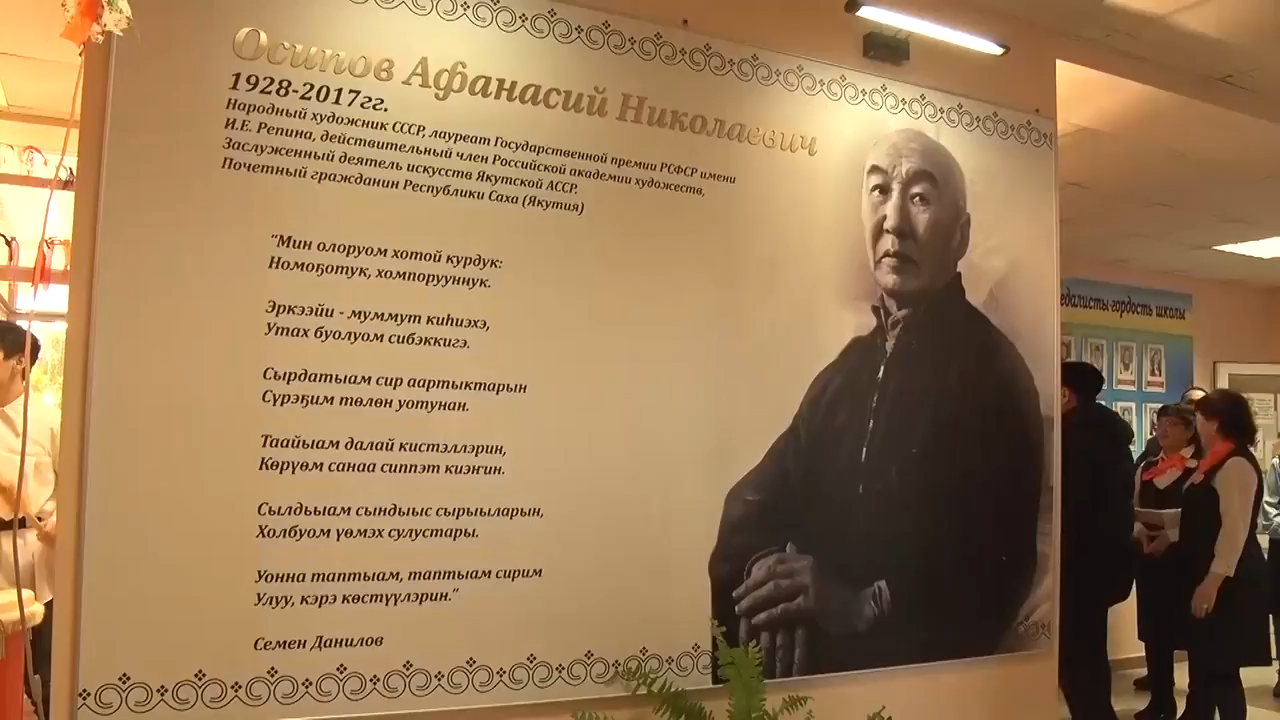 Осипов Афанасий Николаевич
1928-2017гг.
Народный художник СССР, лауреат Государственной премии РСФСР имени
И.Е. Репина, действительный член Российской академии художеств,
Заслуженный деятель искусств Якутской АССР.
Почетный гражданин Республики Саха (Якутия)
"Мин олоруом хотой курдук:
Номоҕотук, хомпорууннук.
Эркээйи - муммут киһиэхэ,
Утах буолуом сибэккигэ.
Сырдатыам сир аартыктарын
Сүрэҕим төлөн уотунан.
Таайыам далай кистэллэрин,
Көрүөм санаа сиппэт киэҥин.
Сылдьыам сындыыс сырыыларын,
Холбуом үөмэх сулустары.
Уонна таптыам, таптыам сирим
Улуу, кэрэ көстүүлэрин."
Семен Данилов
едалисты-гордость школы